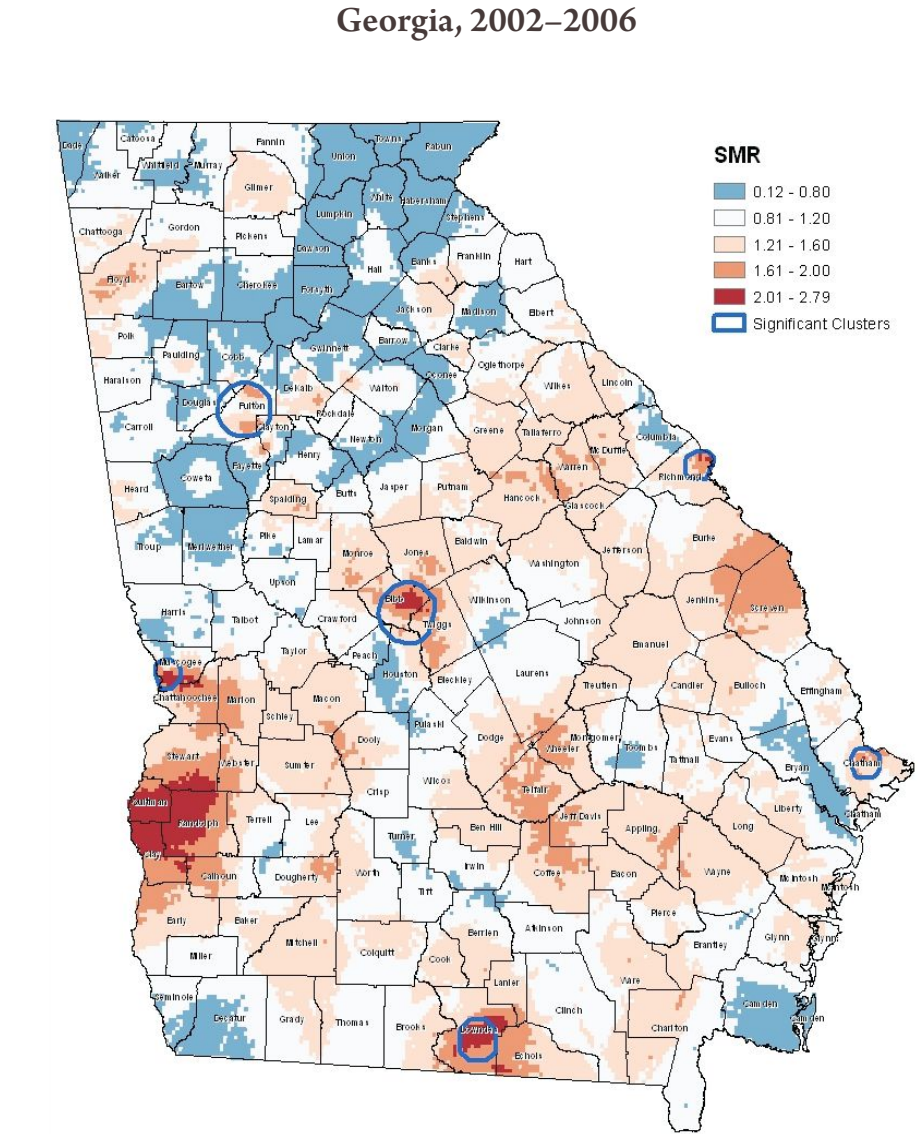 Georgia, 2002–2006
SMR
0.12 - 0.80
0.81 - 1.20
1.21 - 1.60
1.61 - 2.00
2.01 - 2.79
Significant Clusters
Dade
Catoosa
Whitfield
Murray
Fannin
Union
Towns
Rabun
Walker
Gilmer
White
Habersham
Lumpkin
Stephens
Chattooga
Gordon
Pickens
Dawson
Hall
Banks
Franklin
Hart
Floyd
Bartow
Cherokee
Forsyth
Jackson
Madison
Elbert
Polk
Paulding
Cobb
Gwinnett
Barrow
Clarke
Oconee
Oglethorpe
Haralson
Douglas
Fulton
DeKalb
Rockdale
Walton
Wilkes
Lincoln
Carroll
Clayton
Newton
Morgan
Greene
Taliaferro
McDuffie
Columbia
Heard
Coweta
Fayette
Henry
Spalding
Butts
Jasper
Putnam
Hancock
Warren
Glascock
Richmond
Troup
Meriwether
Pike
Lamar
Monroe
Jones
Baldwin
Washington
Jefferson
Burke
Upson
Harris
Talbot
Crawford
Bibb
Twiggs
Wilkinson
Johnson
Jenkins
Screven
Emanuel
Muscogee
Taylor
Peach
Houston
Bleckley
Laurens
Treutlen
Candler
Bulloch
Effingham
Chattahoochee
Marion
Schley
Macon
Dooly
Pulaski
Dodge
Wheeler
Montgomery
Toombs
Tattnall
Evans
Bryan
Chatham
Stewart
Webster
Sumter
Crisp
Wilcox
Telfair
Quitman
Randolph
Terrell
Lee
Turner
Ben Hill
Jeff Davis
Appling
Long
Liberty
Chatham
Clay
Calhoun
Dougherty
Worth
Tift
Irwin
Coffee
Bacon
Wayne
McIntosh
McIntosh
Early
Baker
Mitchell
Colquitt
Berrien
Atkinson
Pierce
Brantley
Glynn
Glynn
Miller
Cook
Lanier
Ware
Seminole
Decatur
Grady
Thomas
Brooks
Lowndes
Echols
Clinch
Charlton
Camden
Camden